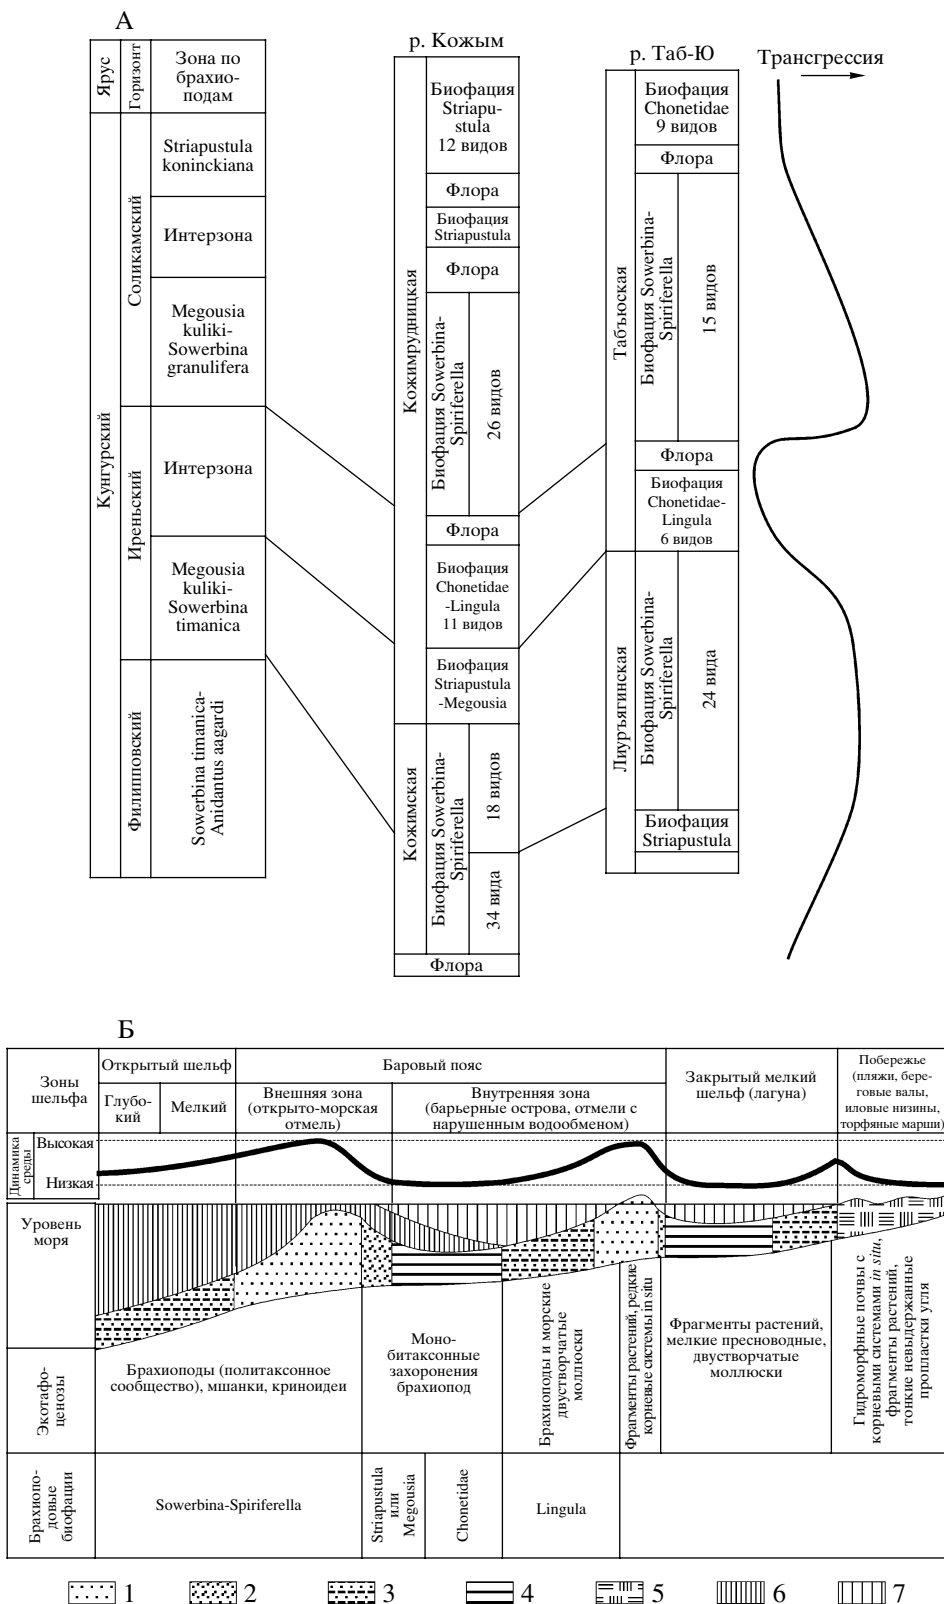 А
Ярус
Горизонт
Зона по
брахио-
подам
Кунгурский
Соликамский
Иреньский
Филипповский
Striapustula
koninckiana
Интерзона
Megousia
kuliki-
Sowerbina
granulifera
Интерзона
Megousia
kuliki-
Sowerbina
timanica
Sowerbina timanica-
Anidantus aagardi
р. Кожым
Кожимрудницкая
Кожимская
Биофация
Striapu-
stula
12 видов
Флора
Биофация
Striapustula
Флора
Биофация Sowerbina-
Spiriferella
26 видов
Флора
Биофация
Chonetidae
-Lingula
11 видов
Биофация
Striapustula
-Megousia
Биофация Sowerbina-
Spiriferella
18 видов
34 вида
Флора
р. Таб-Ю
Табъюская
Лиуръягинская
Биофация
Chonetidae
9 видов
Флора
Биофация Sowerbina-
Spiriferella
15 видов
Флора
Биофация
Chonetidae-
Lingula
6 видов
Биофация Sowerbina-
Spiriferella
24 вида
Биофация
Striapustula
Трансгрессия
Б
Зоны
шельфа
Открытый шельф
Глубо-
кий
Мелкий
Баровый пояс
Внешняя зона
(открыто-морская
отмель)
Внутренняя зона
(барьерные острова, отмели с
нарушенным водообменом)
Закрытый мелкий
шельф (лагуна)
Побережье
(пляжи, бере-
говые валы,
иловые низины,
торфяные марши)
Динамика
среды
Высокая
Низкая
Уровень
моря
Экотафо-
ценозы
Брахиоподы (политаксонное
сообщество), мшанки, криноидеи
Моно-
битаксонные
захоронения
брахиопод
Брахиоподы и морские
двустворчатые
моллюски
Фрагменты растений, редкие
корневые системы in situ
Фрагменты растений,
мелкие пресноводные,
двустворчатые
моллюски
Гидроморфные почвы с
корневыми системами in situ,
фрагменты растений,
тонкие невыдержанные
пропластки угля
Брахиопо-
довые
биофации
Sowerbina-Spiriferella
Striapustula
или
Megousia
Chonetidae
Lingula
1 2 3 4 5 6 7